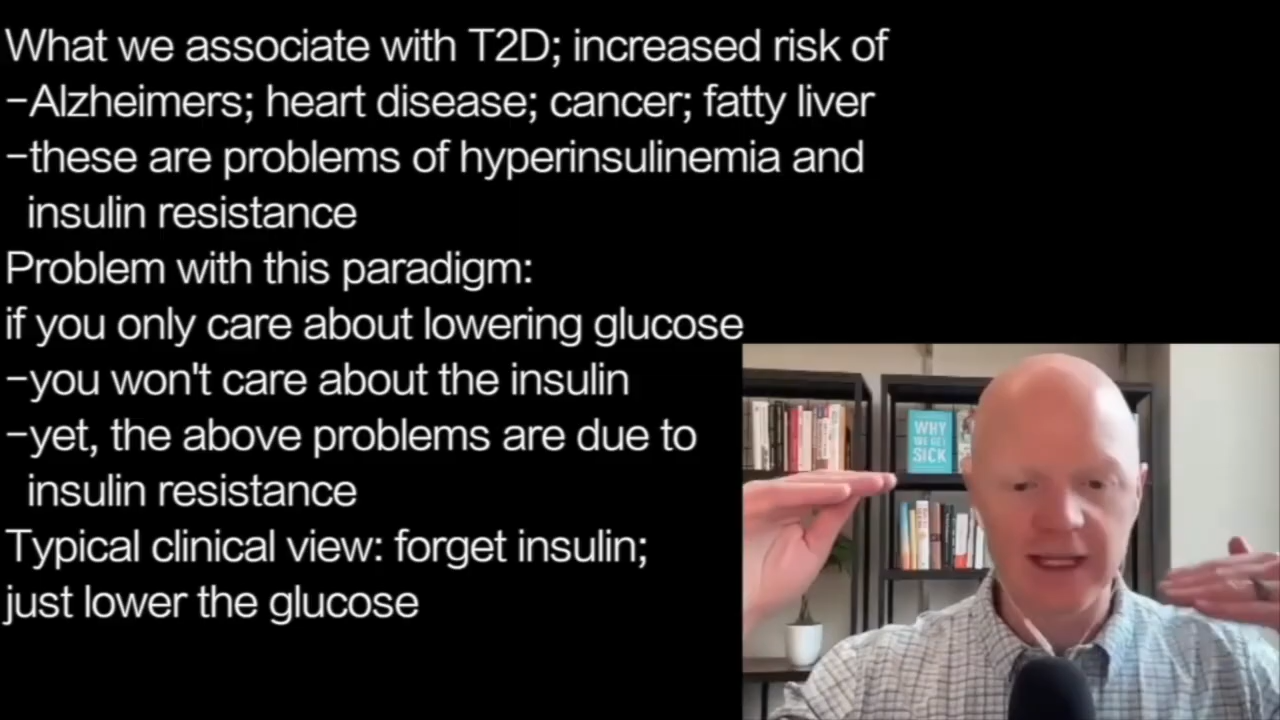 What we associate with T2D; increased risk of
−Alzheimers; heart disease; cancer; fatty liver
−these are problems of hyperinsulinemia and
insulin resistance
Problem with this paradigm:
if you only care about lowering glucose
−you won't care about the insulin
−yet, the above problems are due to
insulin resistance
Typical clinical view: forget insulin;
just lower the glucose
WHY
WE GET
SICK